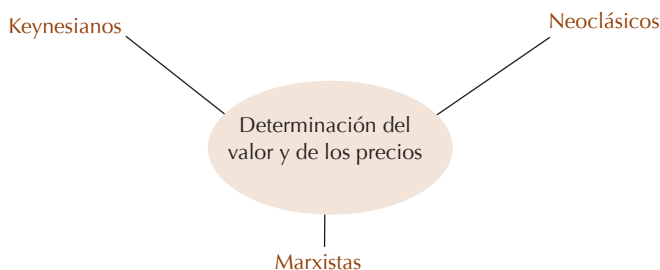 Keynesianos
Neoclásicos
Determinación del
valor y de los precios
Marxistas